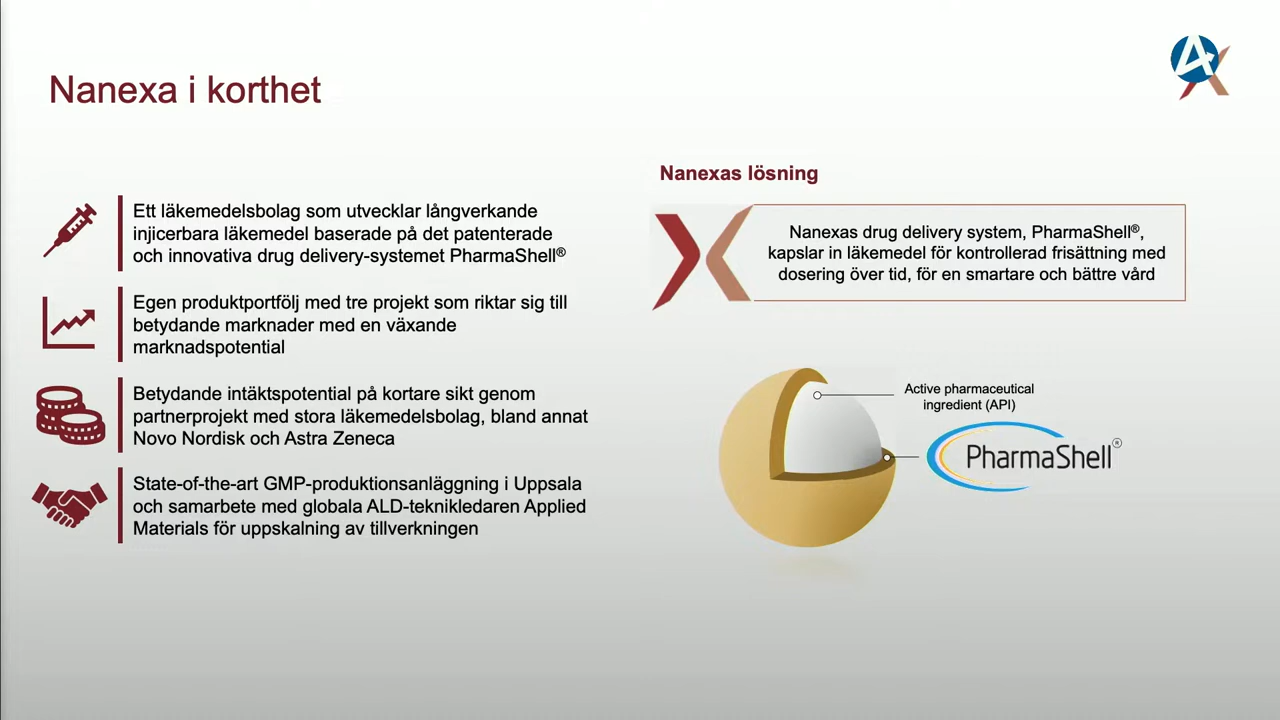 Nanexa i korthet
Ett läkemedelsbolag som utvecklar långverkande
injicerbara läkemedel baserade på det patenterade
och innovativa drug delivery-systemet PharmaShell®
Egen produktportfölj med tre projekt som riktar sig till
betydande marknader med en växande
marknadspotential
Betydande intäktspotential på kortare sikt genom
partnerprojekt med stora läkemedelsbolag, bland annat
Novo Nordisk och Astra Zeneca
State-of-the-art GMP-produktionsanläggning i Uppsala
och samarbete med globala ALD-teknikledaren Applied
Materials för uppskalning av tillverkningen
Nanexas lösning
Nanexas drug delivery system, PharmaShell®,
kapslar in läkemedel för kontrollerad frisättning med
dosering över tid, för en smartare och bättre vård
Active pharmaceutical
ingredient (API)
PharmaShell®